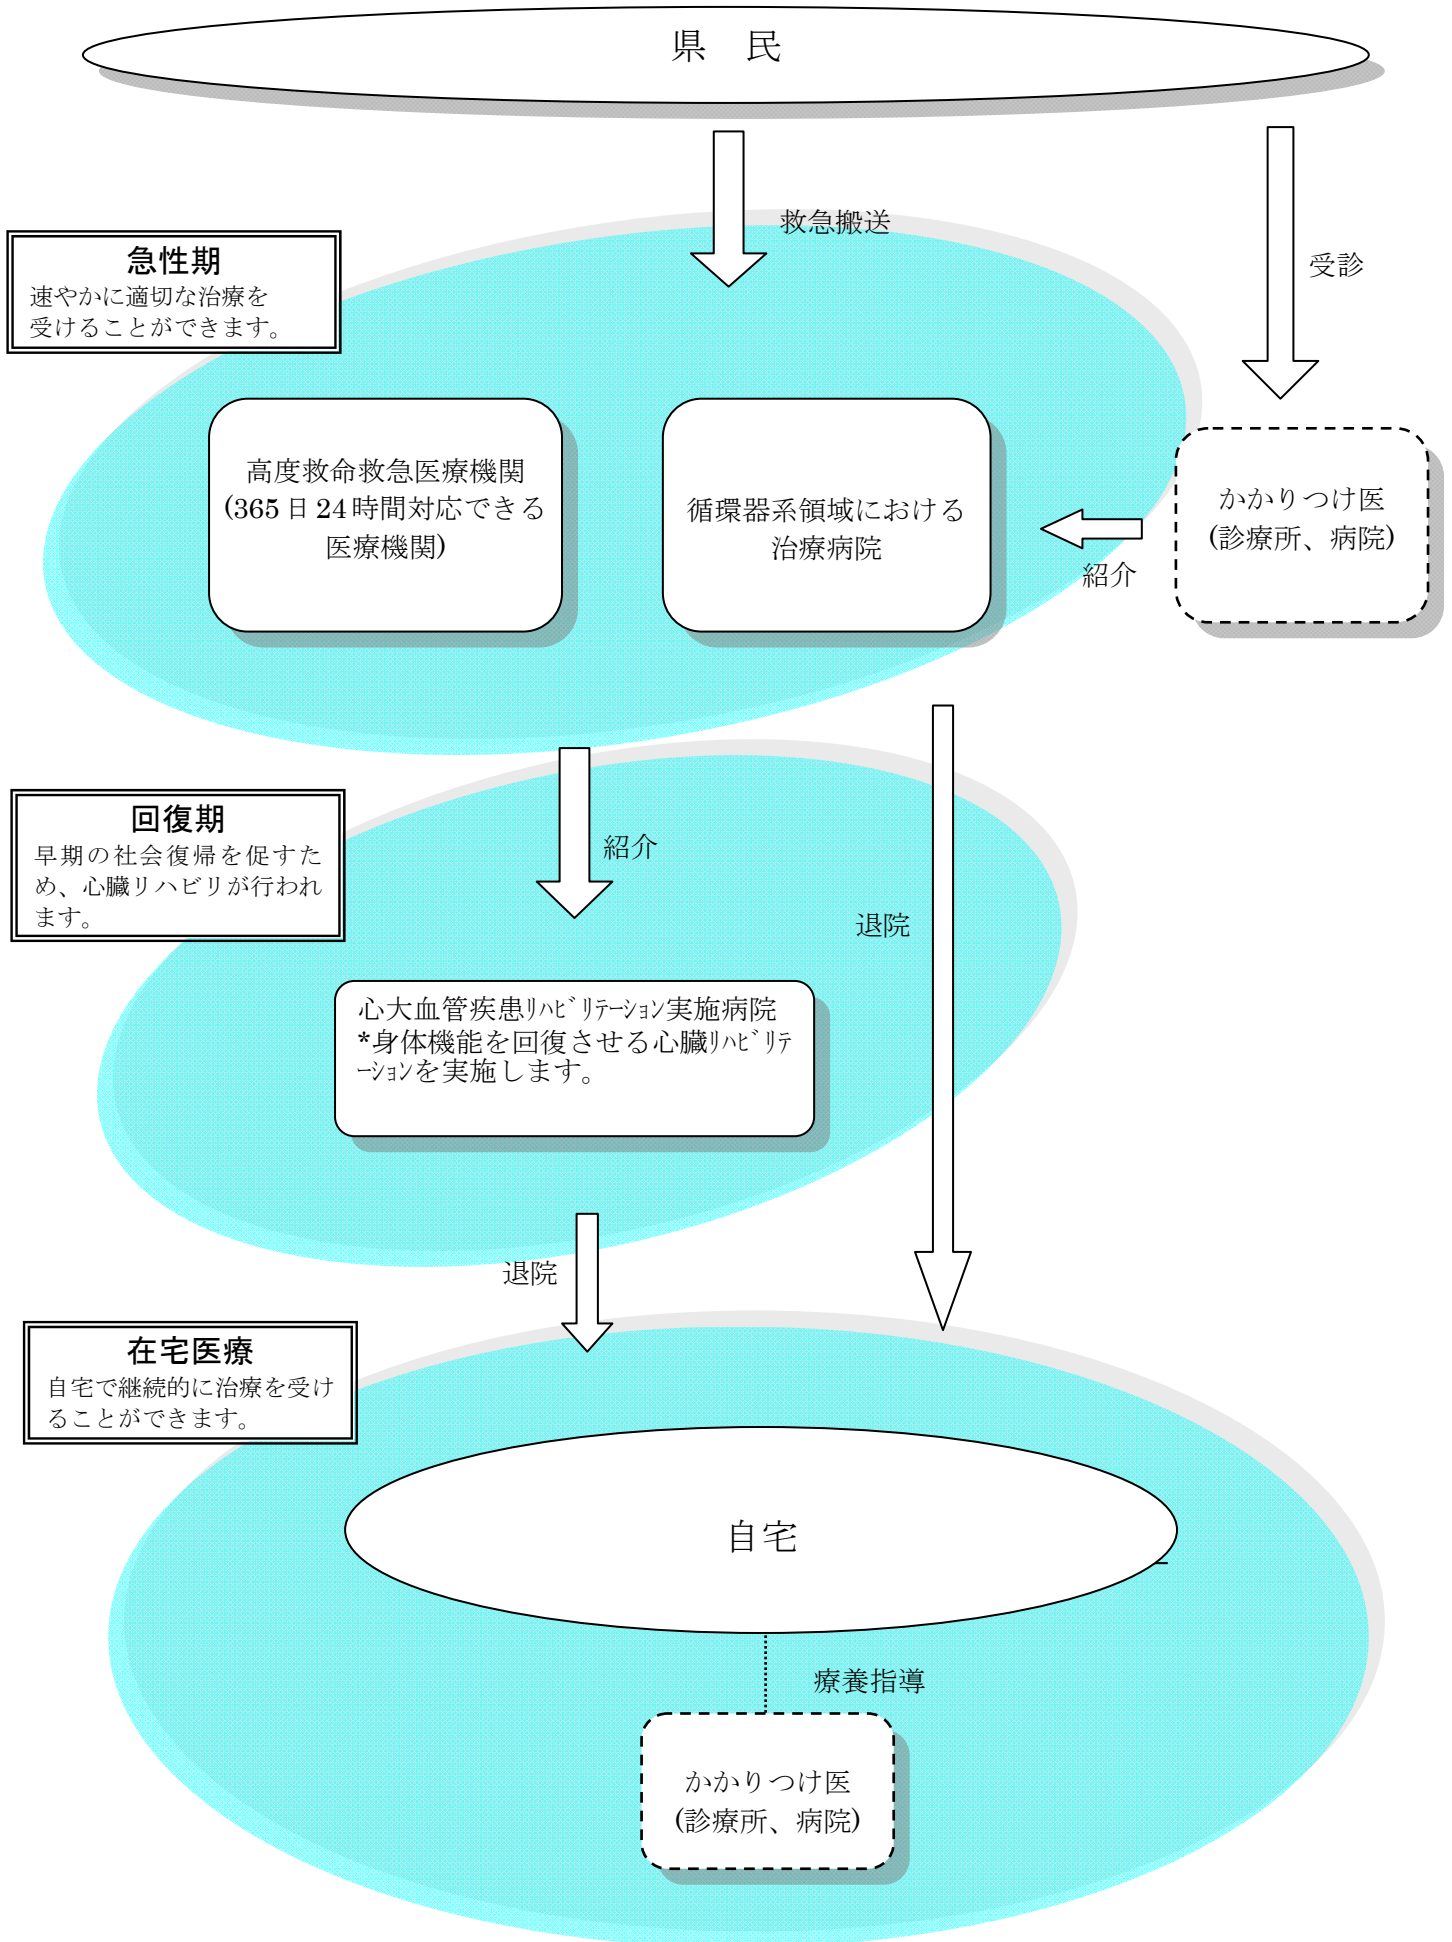 県　民
救急搬送
受診
急性期
速やかに適切な治療を
受けることができます。
高度救命救急医療機関
(365日24時間対応できる
医療機関)
循環器系領域における
治療病院
かかりつけ医
(診療所、病院)
紹介
回復期
早期の社会復帰を促すた
め、心臓リハビリが行われ
ます。
紹介
退院
心大血管疾患ﾘﾊﾋﾞﾘﾃｰｼｮﾝ実施病院
*身体機能を回復させる心臓ﾘﾊﾋﾞﾘﾃ
ｰｼｮﾝを実施します。
退院
在宅医療
自宅で継続的に治療を受け
ることができます。
自宅
療養指導
かかりつけ医
(診療所、病院)